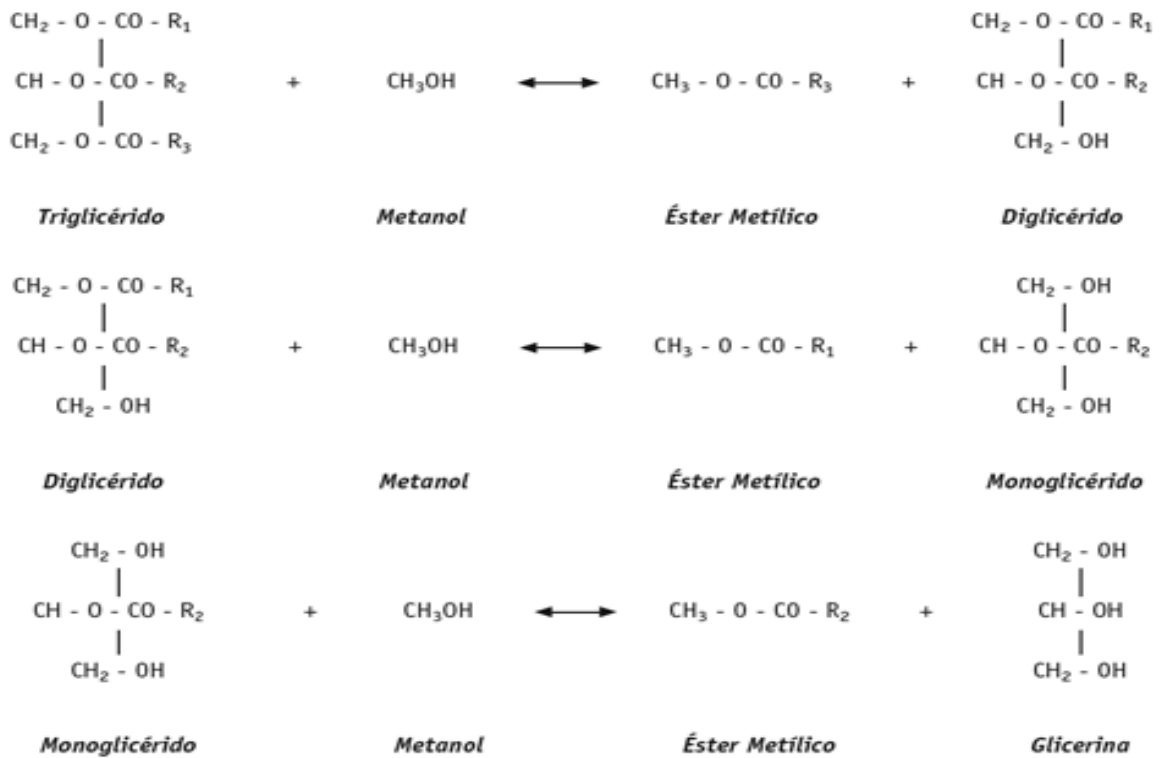 CH₂ - O - CO - R₁ CH₂ - O - CO - R₁
| |
CH - O - CO - R₂ + CH₃OH ↔ CH₃ - O - CO - R₃ + CH - O - CO - R₂
| |
CH₂ - O - CO - R₃ CH₂ - OH
Triglicérido Metanol Éster Metílico Diglicérido
CH₂ - O - CO - R₁ CH₂ - OH
| |
CH - O - CO - R₂ + CH₃OH ↔ CH₃ - O - CO - R₁ + CH - O - CO - R₂
| |
CH₂ - OH CH₂ - OH
Diglicérido Metanol Éster Metílico Monoglicérido
CH₂ - OH CH₂ - OH
| |
CH - O - CO - R₂ + CH₃OH ↔ CH₃ - O - CO - R₂ + CH - OH
| |
CH₂ - OH CH₂ - OH
Monoglicérido Metanol Éster Metílico Glicerina